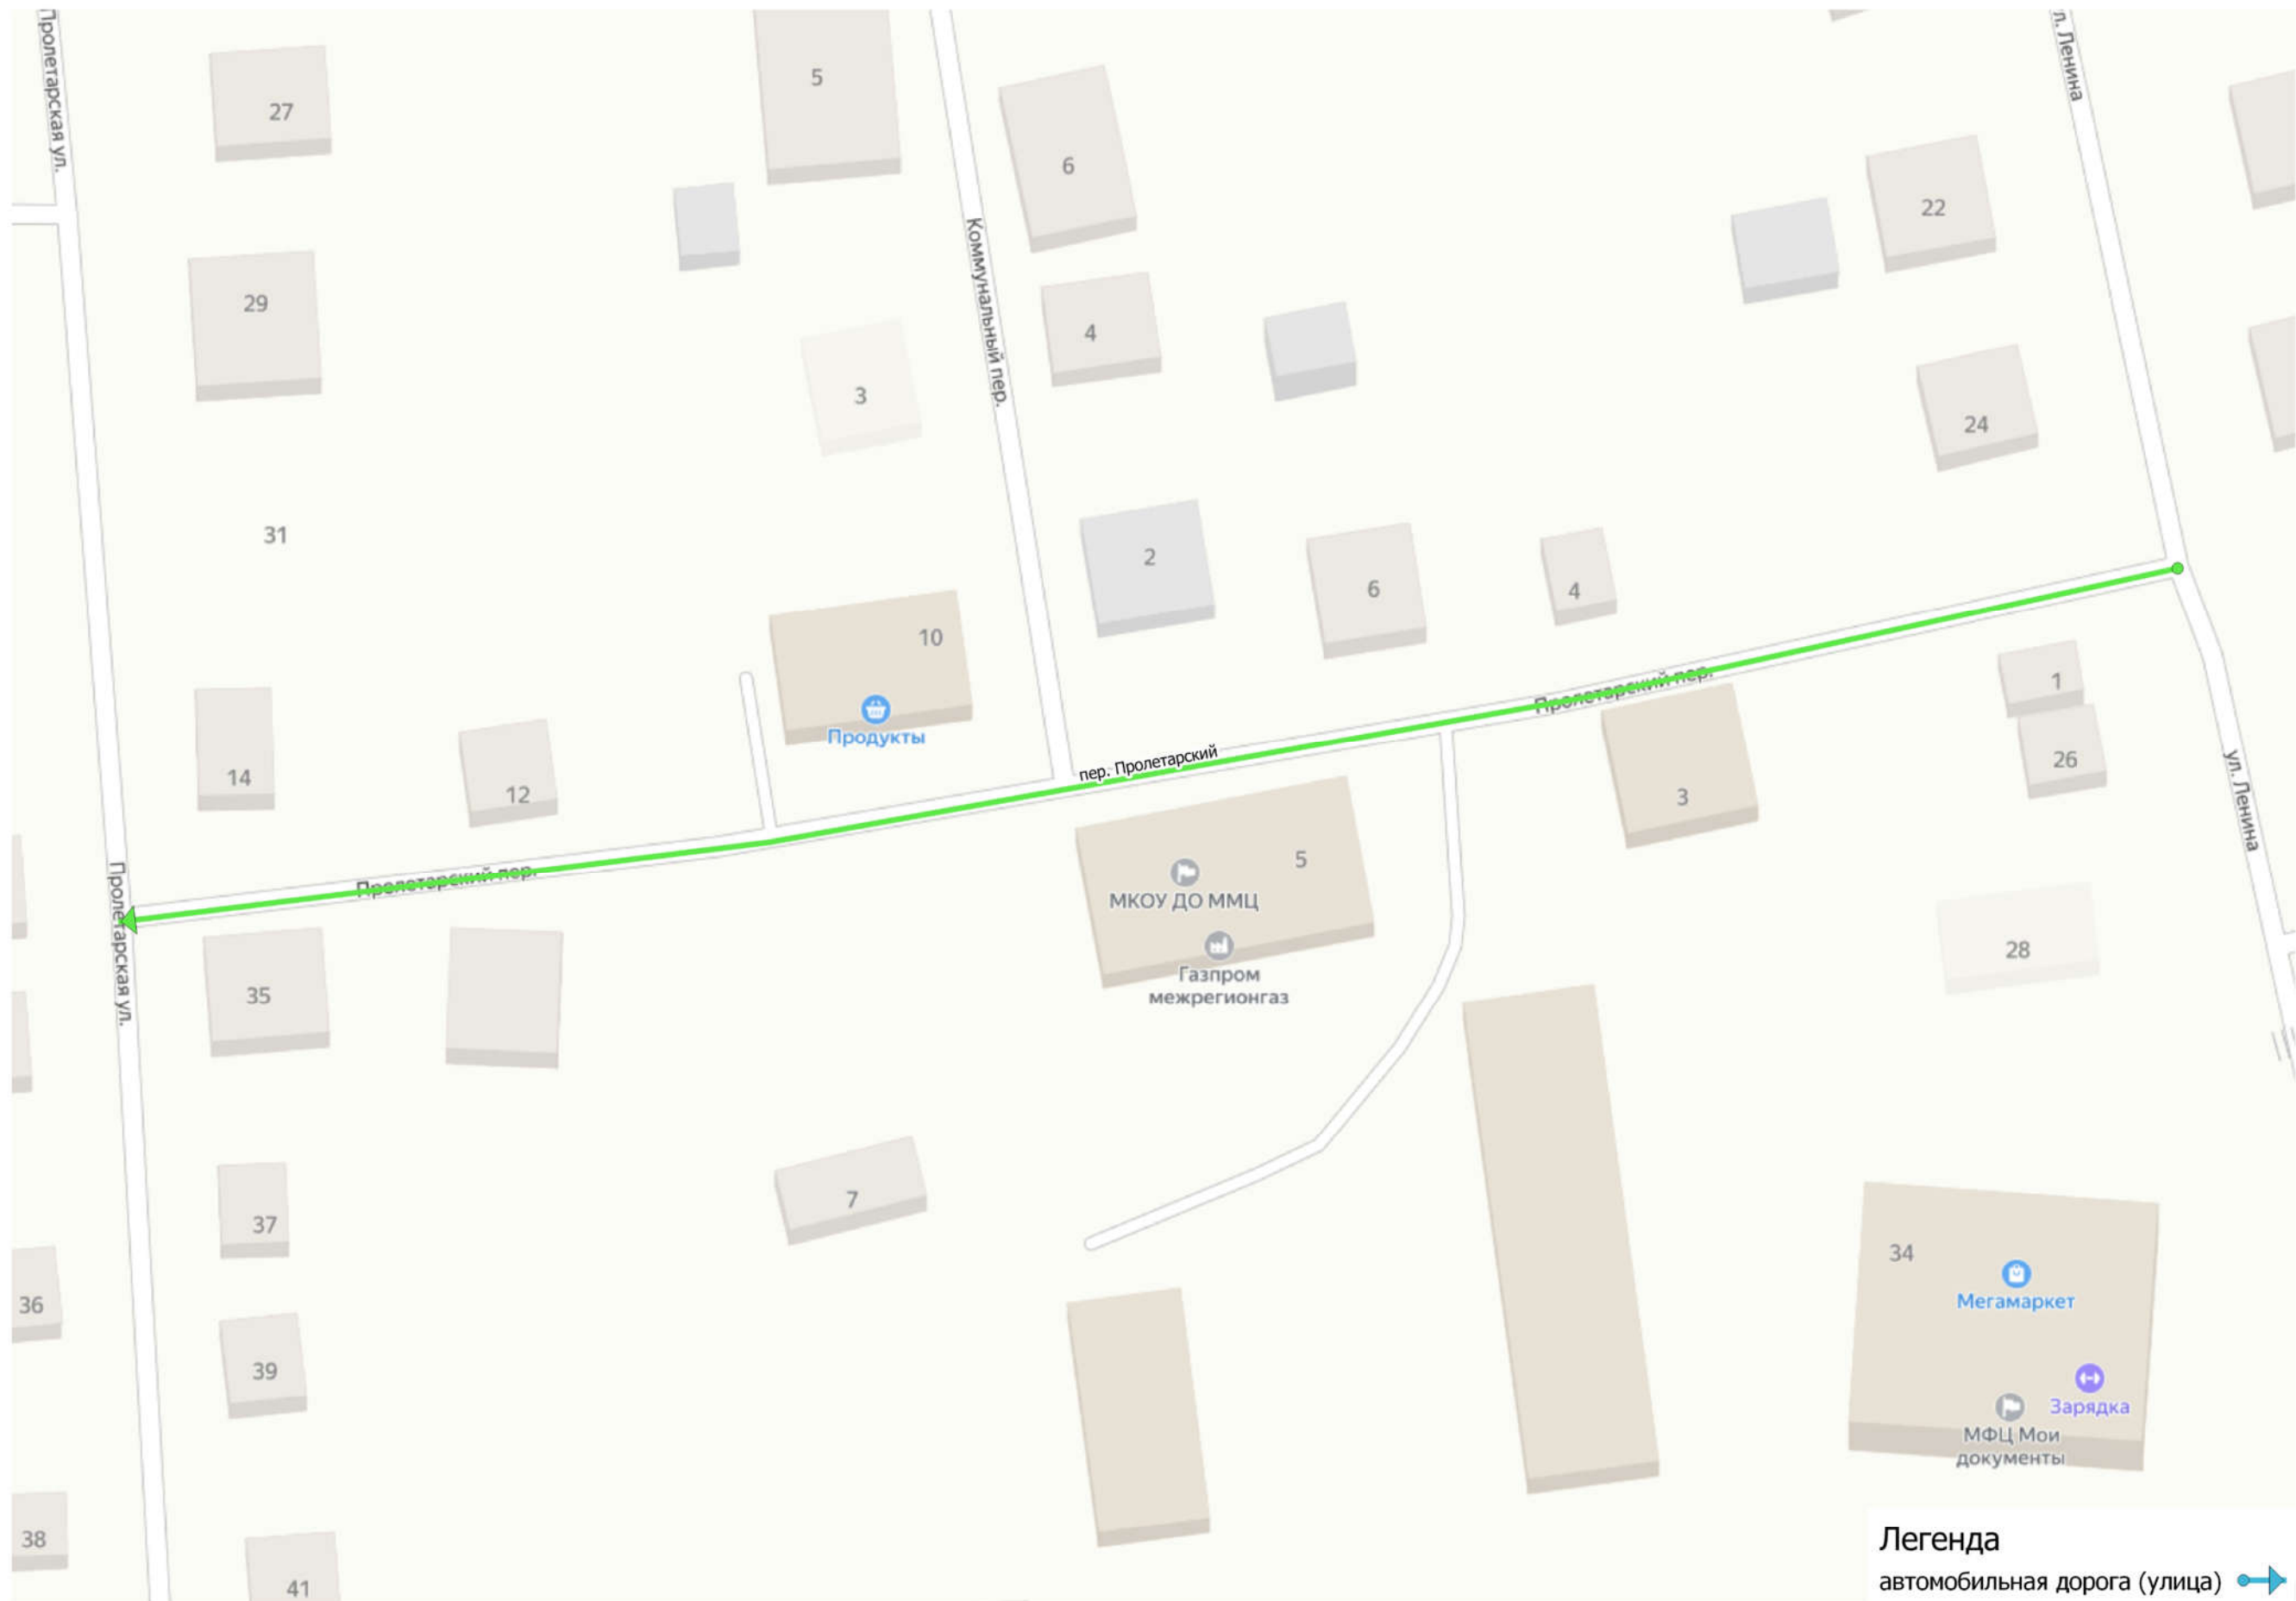 Пролетарская ул.
27
5
6
ул. Ленина
22
29
Коммунальный пер.
4
3
24
31
2
6
4
10
Продукты
Пролетарский пер.
1
14
12
пер. Пролетарский
3
26
ул. Ленина
Пролетарский пер.
Пролетарская ул.
5
МКОУ ДО ММЦ
Газпром
межрегионгаз
35
28
7
37
36
39
34
Мегамаркет
Зарядка
МФЦ Мои
документы
38
41
Легенда
автомобильная дорога (улица)